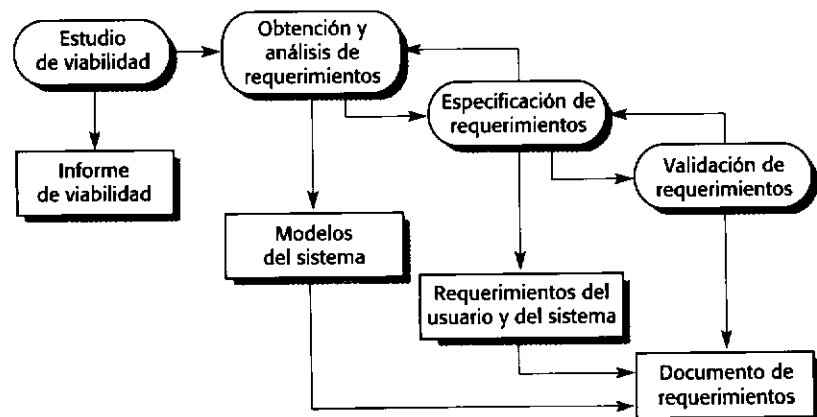 Estudio
de viabilidad
Obtención y
análisis de
requerimientos
Especificación de
requerimientos
Validación de
requerimientos
Informe
de viabilidad
Modelos
del sistema
Requerimientos del
usuario y del sistema
Documento de
requerimientos